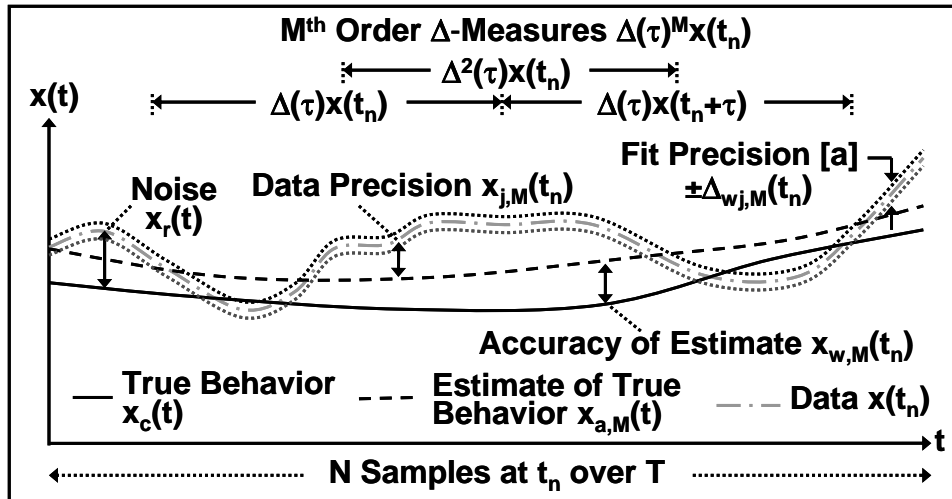 Mᵗʰ Order Δ-Measures Δ(τ)ᴹx(tₙ)
Δ²(τ)x(tₙ)
x(t)
Δ(τ)x(tₙ)
Δ(τ)x(tₙ+τ)
Fit Precision [a]
±Δwj,M(tₙ)
Noise
xᵣ(t)
Data Precision xj,M(tₙ)
Accuracy of Estimate xw,M(tₙ)
True Behavior
xc(t)
Estimate of True
Behavior xa,M(t)
Data x(tₙ)
t
N Samples at tₙ over T